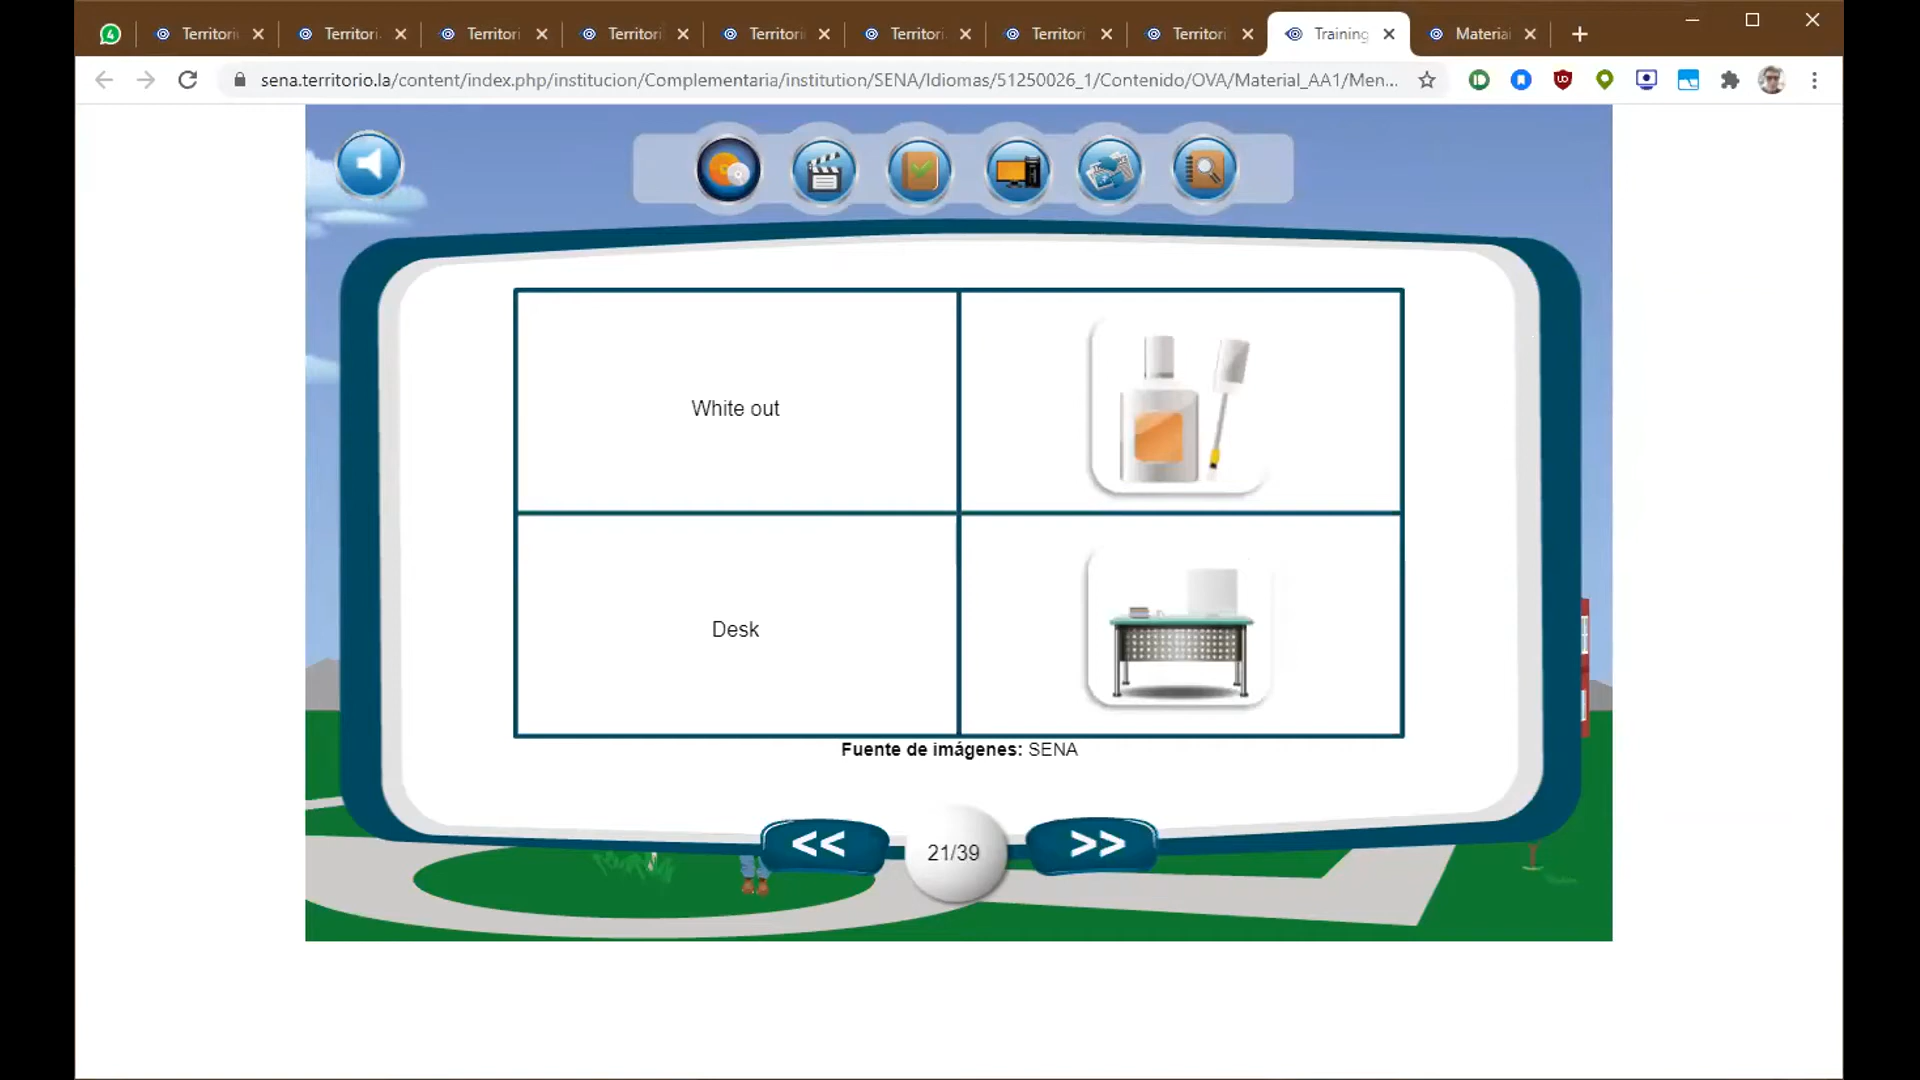 Territori
Territori
Territori
Territori
Territori
Territori
Territori
Territori
Training
Material
sena.territorio.la/content/index.php/institucion/Complementaria/institution/SENA/Idiomas/51250026_1/Contenido/OVA/Material_AA1/Men...
White out
Desk
Fuente de imágenes: SENA
<< 21/39 >>